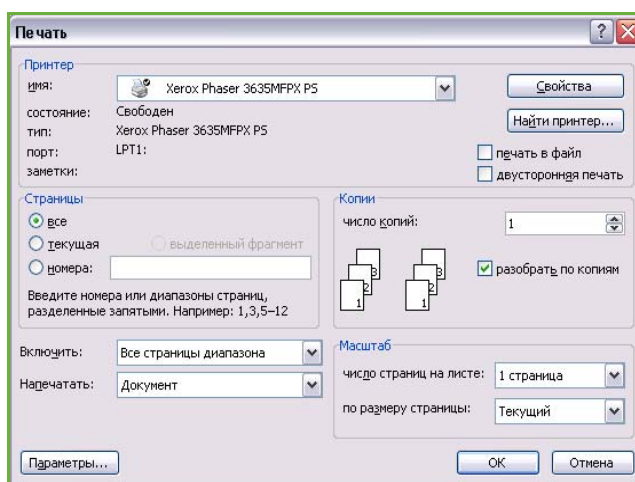 Печать
Принтер
имя:
Xerox Phaser 3635MFPX PS
Свойства
состояние:
Свободен
Найти принтер...
тип:
Xerox Phaser 3635MFPX PS
порт:
LPT1:
печать в файл
заметки:
двусторонняя печать
Страницы
все
текущая
выделенный фрагмент
номера:
Введите номера или диапазоны страниц,
разделенные запятыми. Например: 1,3,5–12
Копии
число копий:
1
3
2
1
3
2
1
разобрать по копиям
Включить:
Все страницы диапазона
Напечатать:
Документ
Масштаб
число страниц на листе:
1 страница
по размеру страницы:
Текущий
Параметры...
ОК
Отмена